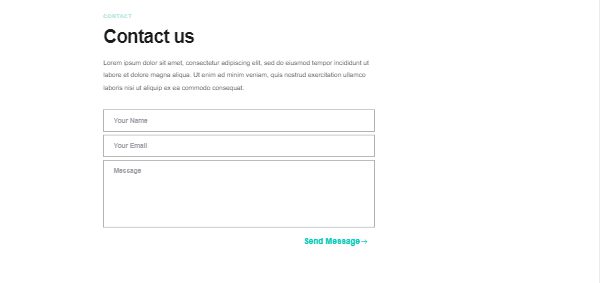 CONTACT
Contact us
Lorem ipsum dolor sit amet, consectetur adipiscing elit, sed do eiusmod tempor incididunt ut
labore et dolore magna aliqua. Ut enim ad minim veniam, quis nostrud exercitation ullamco
laboris nisi ut aliquip ex ea commodo consequat.
Your Name
Your Email
Message
Send Message→